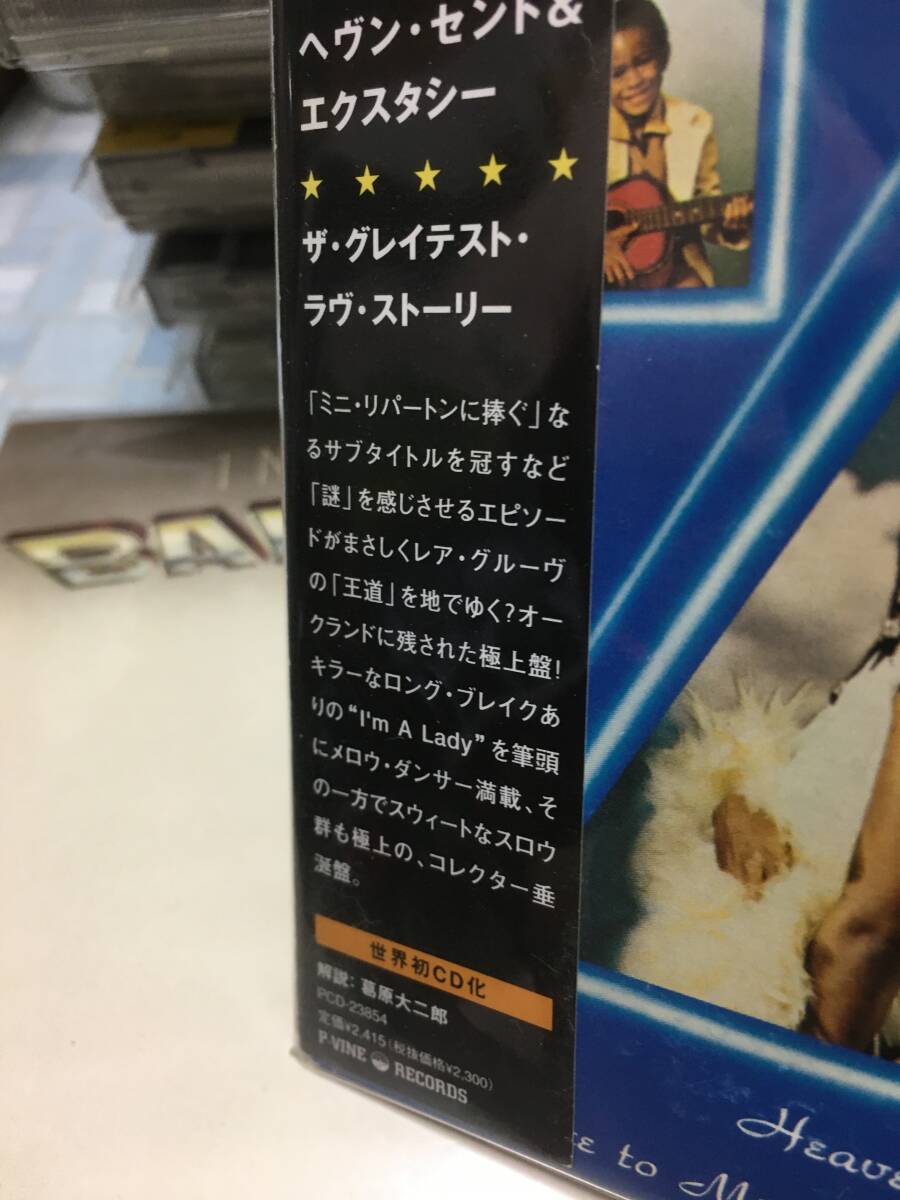 ヘヴン・セント&
エクスタシー
★ ★ ★ ★ ★
ザ・グレイテスト・
ラヴ・ストーリー
「ミニ・リパートンに捧ぐ」な
るサブタイトルを冠すなど
「謎」を感じさせるエピソー
ドがまさしくレア・グルーヴ
の「王道」を地でゆく?オー
クランドに残された極上盤!
キラーなロング・ブレイクあ
りの“I'm A Lady”を筆頭
にメロウ・ダンサー満載、そ
の一方でスウィートなスロウ
群も極上の、コレクター垂
涎盤。
世界初CD化
解説:葛原大二郎
PCD-23854
定価¥2,415(税抜価格¥2,300)
P-VINE RECORDS
to